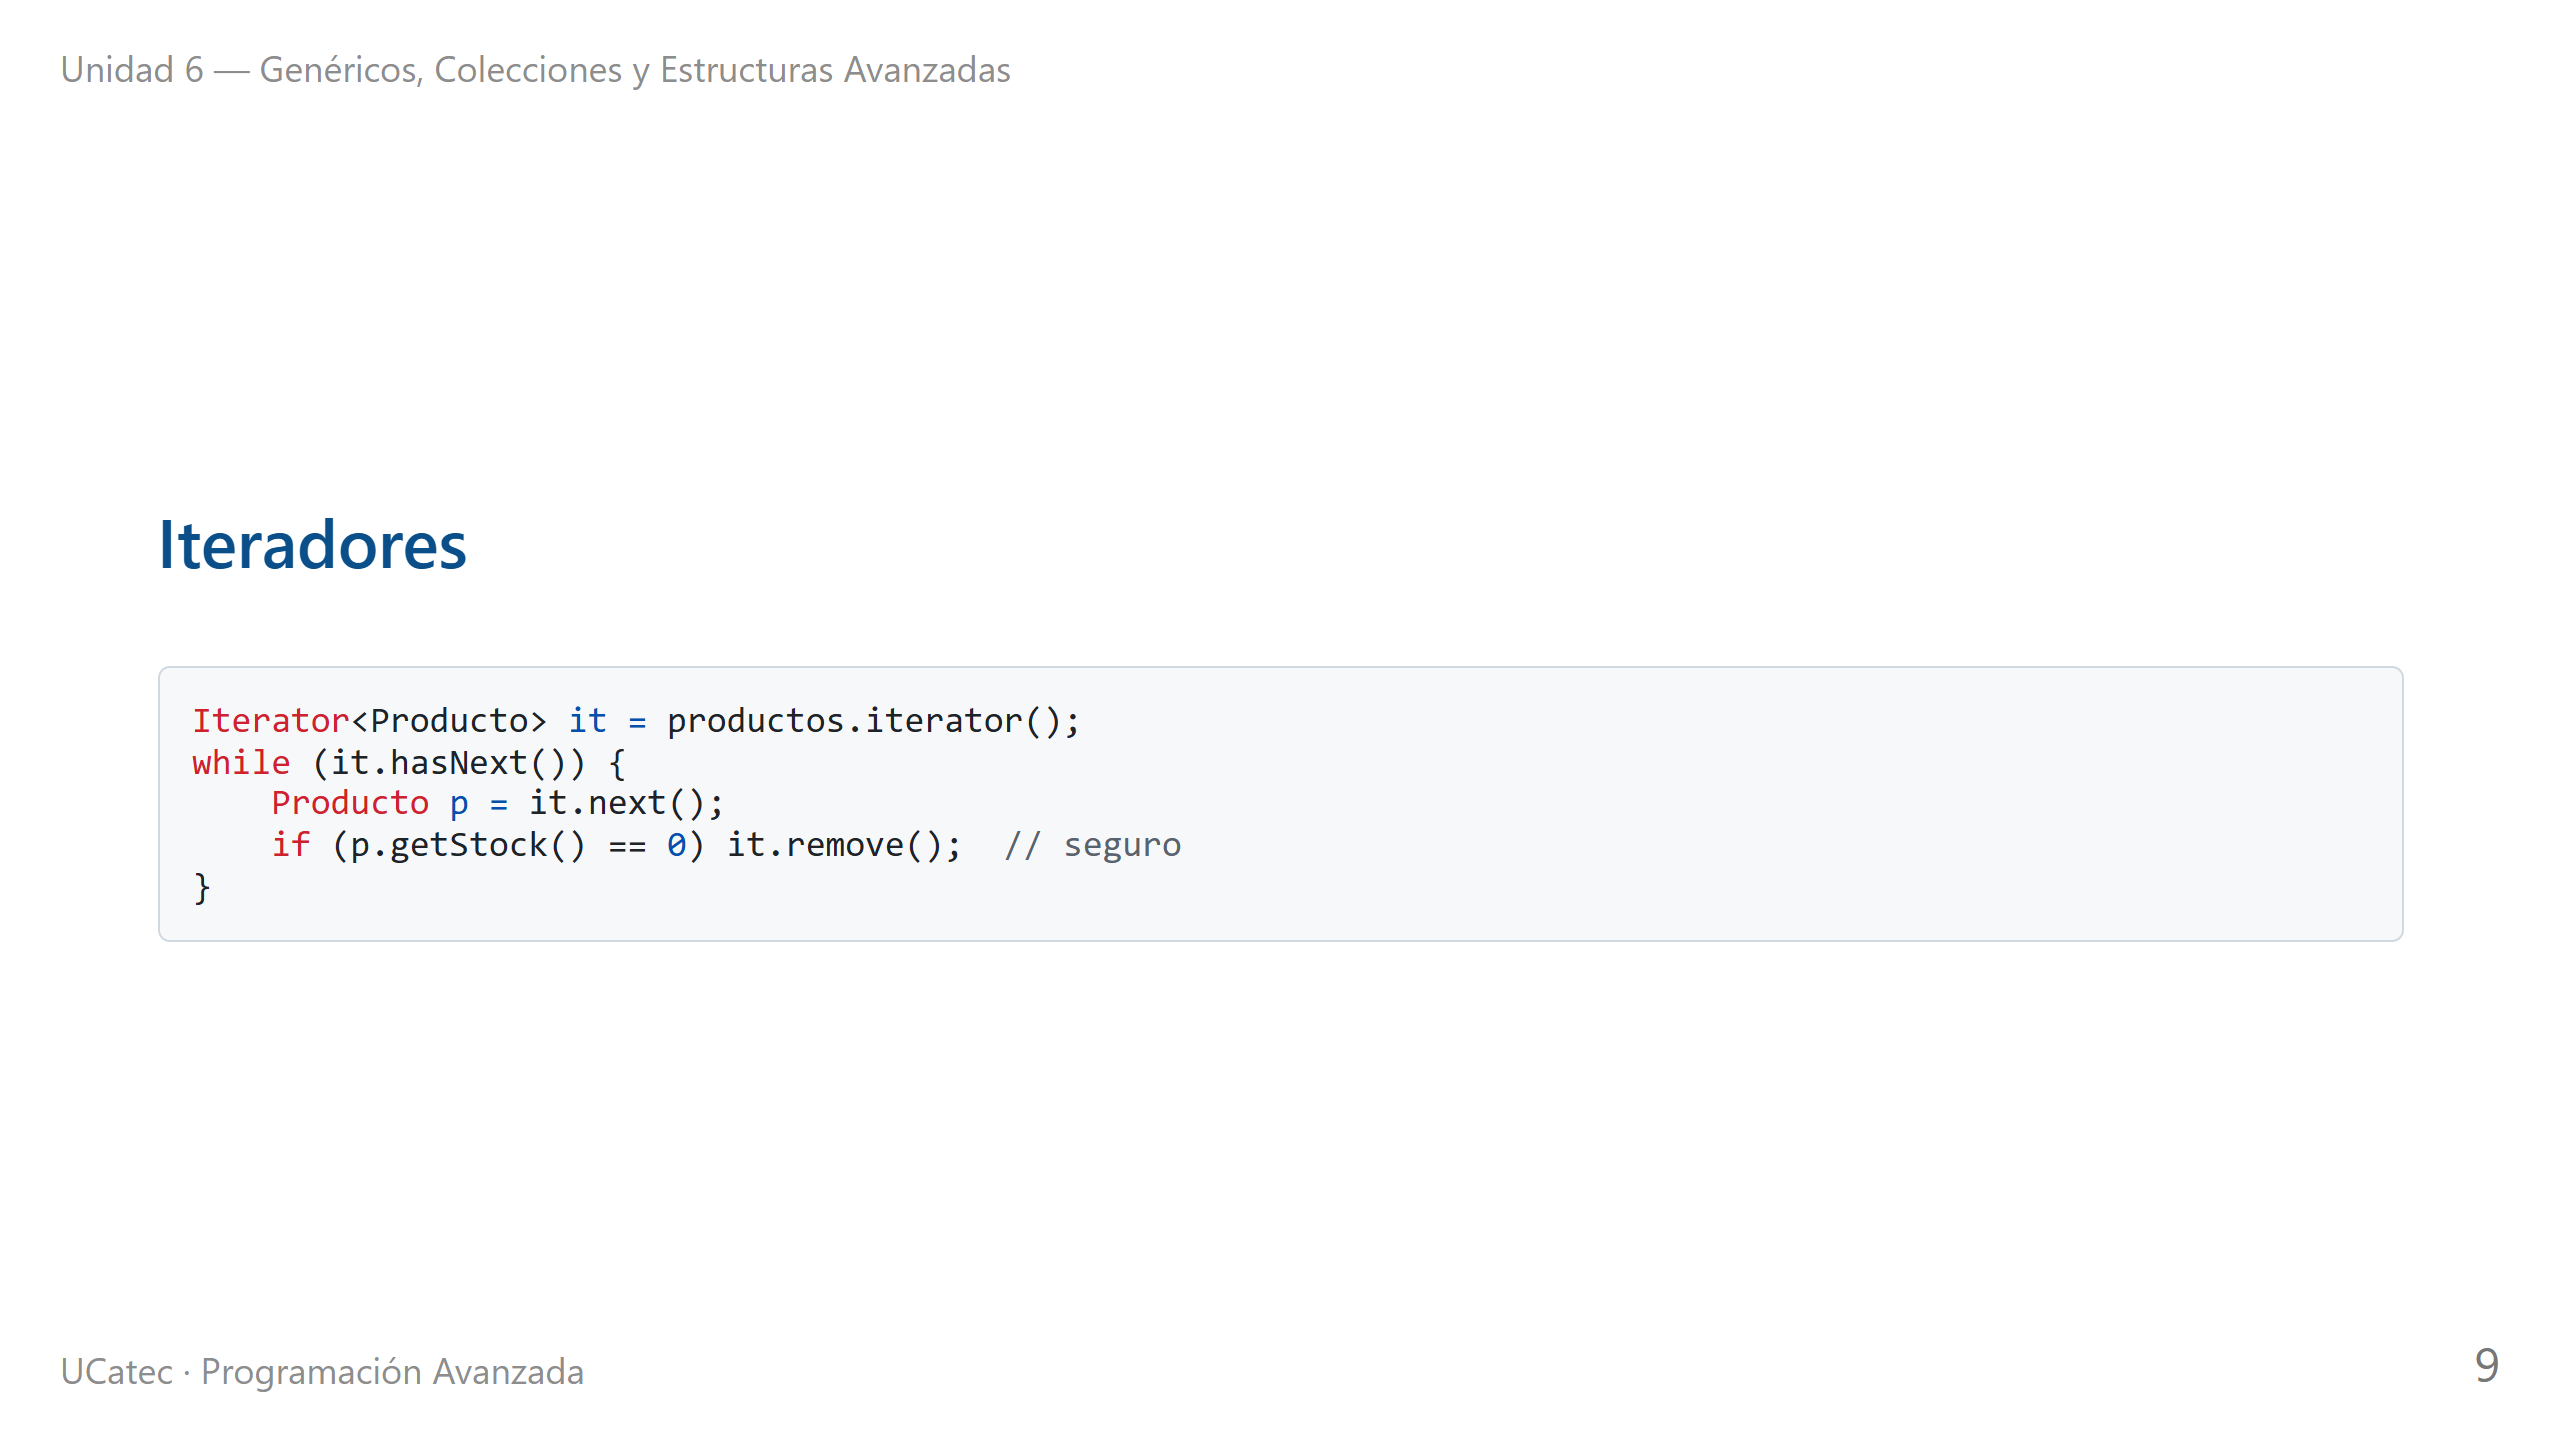 Unidad 6 — Genéricos, Colecciones y Estructuras Avanzadas
Iteradores
Iterator<Producto> it = productos.iterator();
while (it.hasNext()) {
    Producto p = it.next();
    if (p.getStock() == 0) it.remove();  // seguro
}
UCatec · Programación Avanzada
9